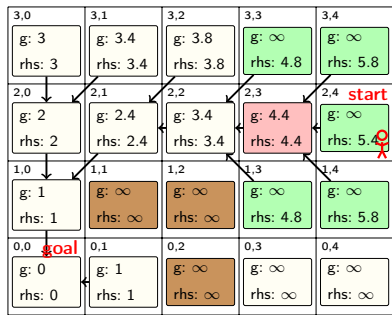 3,0 3,1 3,2 3,3 3,4
g: 3 g: 3.4 g: 3.8 g: ∞ g: ∞
rhs: 3 rhs: 3.4 rhs: 3.8 rhs: 4.8 rhs: 5.8
2,0 2,1 2,2 2,3 2,4
start
g: 2 g: 2.4 g: 3.4 g: 4.4 g: ∞
rhs: 2 rhs: 2.4 rhs: 3.4 rhs: 4.4 rhs: 5.4
1,0 1,1 1,2 1,3 1,4
g: 1 g: ∞ g: ∞ g: ∞ g: ∞
rhs: 1 rhs: ∞ rhs: ∞ rhs: 4.8 rhs: 5.8
0,0 0,1 0,2 0,3 0,4
goal
g: 0 g: 1 g: ∞ g: ∞ g: ∞
rhs: 0 rhs: 1 rhs: ∞ rhs: ∞ rhs: ∞